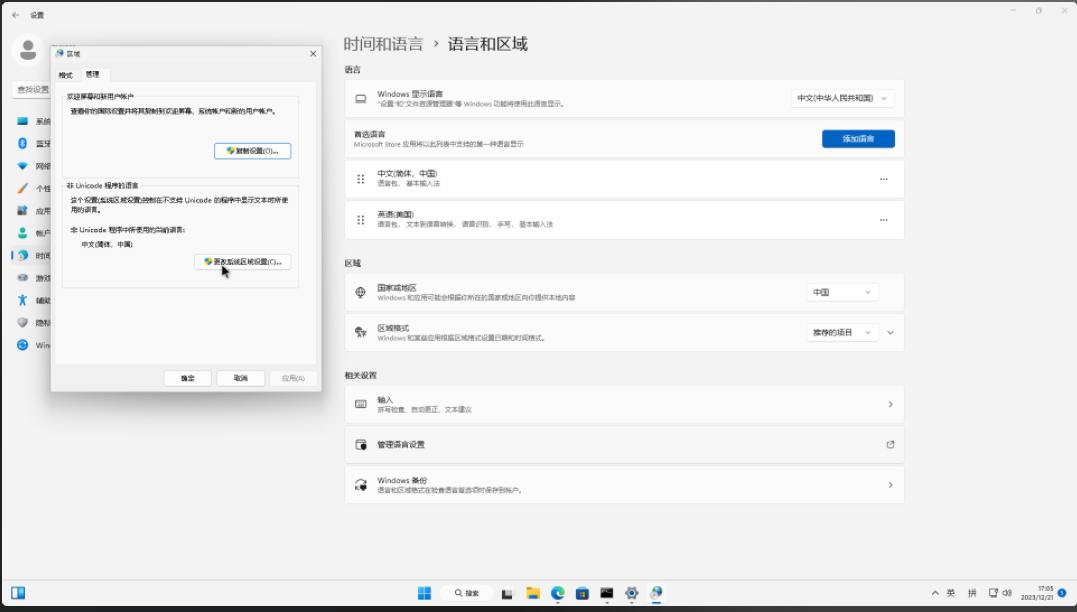 设置
区域
格式
管理
欢迎屏幕和新用户帐户
查看你的国际设置并将其复制到欢迎屏幕、系统帐户和新的用户帐户。
复制设置(O)...
非 Unicode 程序的语言
这个设置(系统区域设置)控制在不支持 Unicode 的程序中显示文本时所使
用的语言。
非 Unicode 程序中所使用的当前语言:
中文(简体，中国)
更改系统区域设置(C)...
确定
取消
应用(A)
查找设置
系统
蓝牙
网络
个性
应用
帐户
时间
游戏
辅助
隐私
Win
时间和语言 › 语言和区域
语言
Windows 显示语言
"设置"和"文件资源管理器"等 Windows 功能将使用此语言显示。
中文(中华人民共和国)
首选语言
Microsoft Store 应用将以此列表中支持的第一种语言显示
添加语言
中文(简体，中国)
语言包、基本输入法
英语(美国)
语言包、文本到语音转换、语音识别、手写、基本输入法
区域
国家或地区
Windows 和应用可能会根据你所在的国家或地区向你提供本地内容
中国
区域格式
Windows 和某些应用根据区域格式设置日期和时间格式。
推荐的项目
相关设置
输入
拼写检查、自动更正、文本建议
管理语言设置
Windows 备份
语言和区域格式在检查语言首选项时保存到帐户。
搜索
英
拼
17:05
2023/12/21